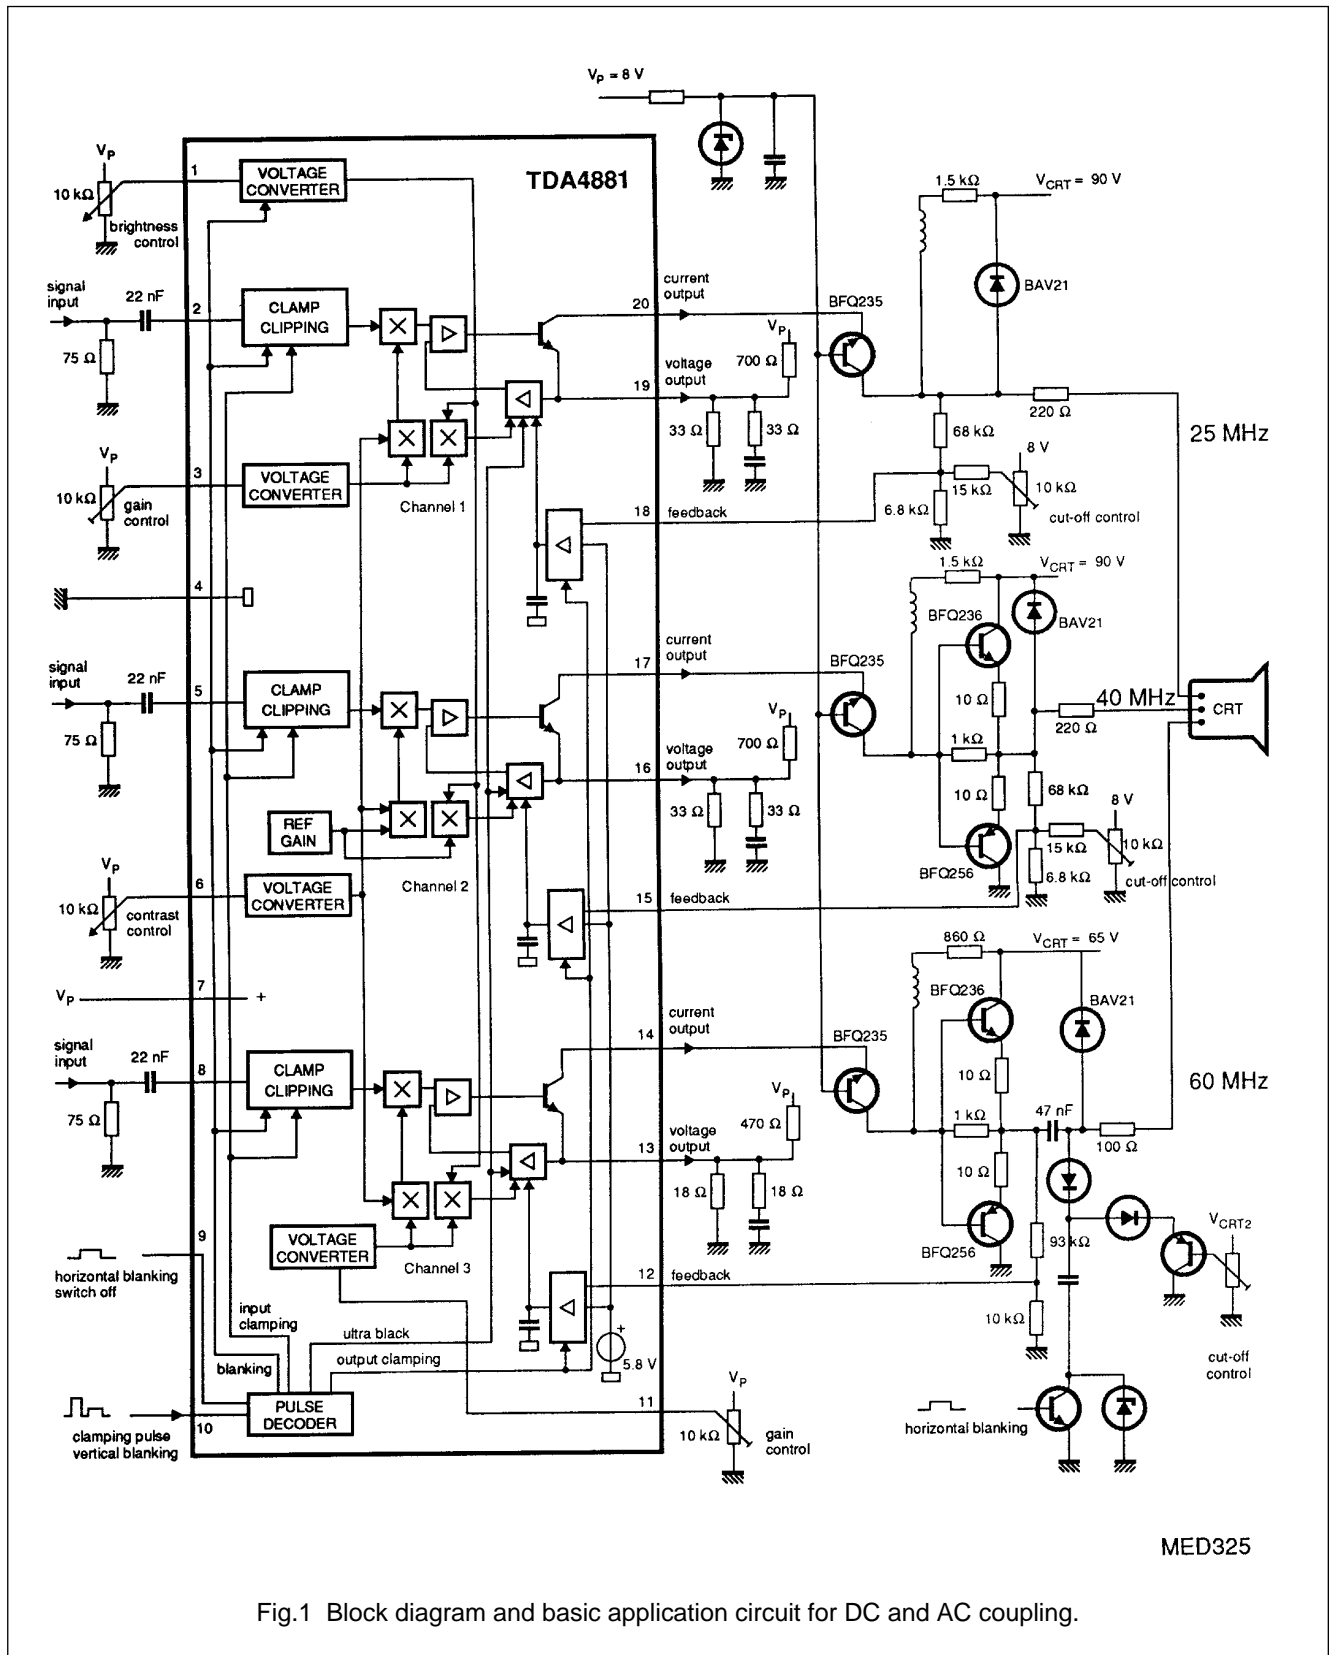 V_P = 8 V
TDA4881
V_P
10 kΩ
brightness
control
1
VOLTAGE
CONVERTER
1.5 kΩ
V_CRT = 90 V
BAV21
signal
input
22 nF
75 Ω
2
CLAMP
CLIPPING
20
current
output
BFQ235
V_P
700 Ω
19
voltage
output
33 Ω
33 Ω
220 Ω
25 MHz
68 kΩ
8 V
15 kΩ
10 kΩ
6.8 kΩ
cut-off control
V_P
10 kΩ
gain
control
3
VOLTAGE
CONVERTER
Channel 1
18
feedback
4
1.5 kΩ
V_CRT = 90 V
BFQ236
BAV21
signal
input
22 nF
75 Ω
5
CLAMP
CLIPPING
17
current
output
BFQ235
10 Ω
40 MHz
CRT
220 Ω
V_P
700 Ω
1 kΩ
16
voltage
output
33 Ω
33 Ω
10 Ω
68 kΩ
8 V
15 kΩ
10 kΩ
BFQ256
6.8 kΩ
cut-off control
REF
GAIN
Channel 2
V_P
10 kΩ
contrast
control
6
VOLTAGE
CONVERTER
15
feedback
860 Ω
V_CRT = 65 V
BFQ236
BAV21
V_P
7
+
signal
input
22 nF
75 Ω
8
CLAMP
CLIPPING
14
current
output
BFQ235
10 Ω
60 MHz
V_P
470 Ω
1 kΩ
47 nF
100 Ω
13
voltage
output
18 Ω
18 Ω
10 Ω
BFQ256
93 kΩ
V_CRT2
9
horizontal blanking
switch off
VOLTAGE
CONVERTER
Channel 3
12
feedback
10 kΩ
input
clamping
ultra black
blanking
output clamping
+
5.8 V
cut-off
control
10
clamping pulse
vertical blanking
PULSE
DECODER
11
V_P
10 kΩ
gain
control
horizontal blanking
MED325
Fig.1 Block diagram and basic application circuit for DC and AC coupling.